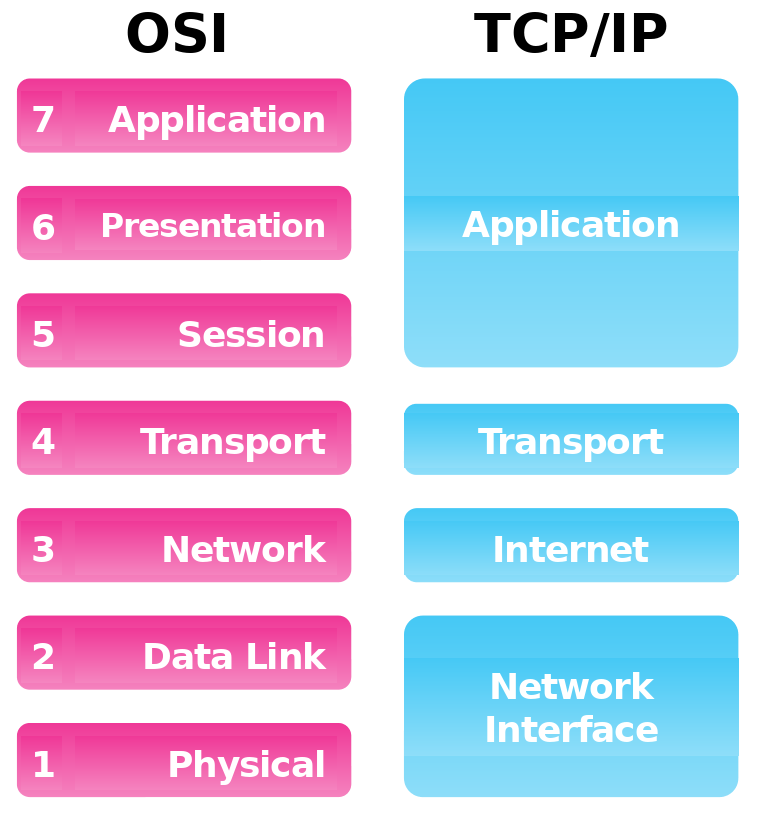 OSI
TCP/IP
7 Application
6 Presentation
5 Session
4 Transport
3 Network
2 Data Link
1 Physical
Application
Transport
Internet
Network
Interface